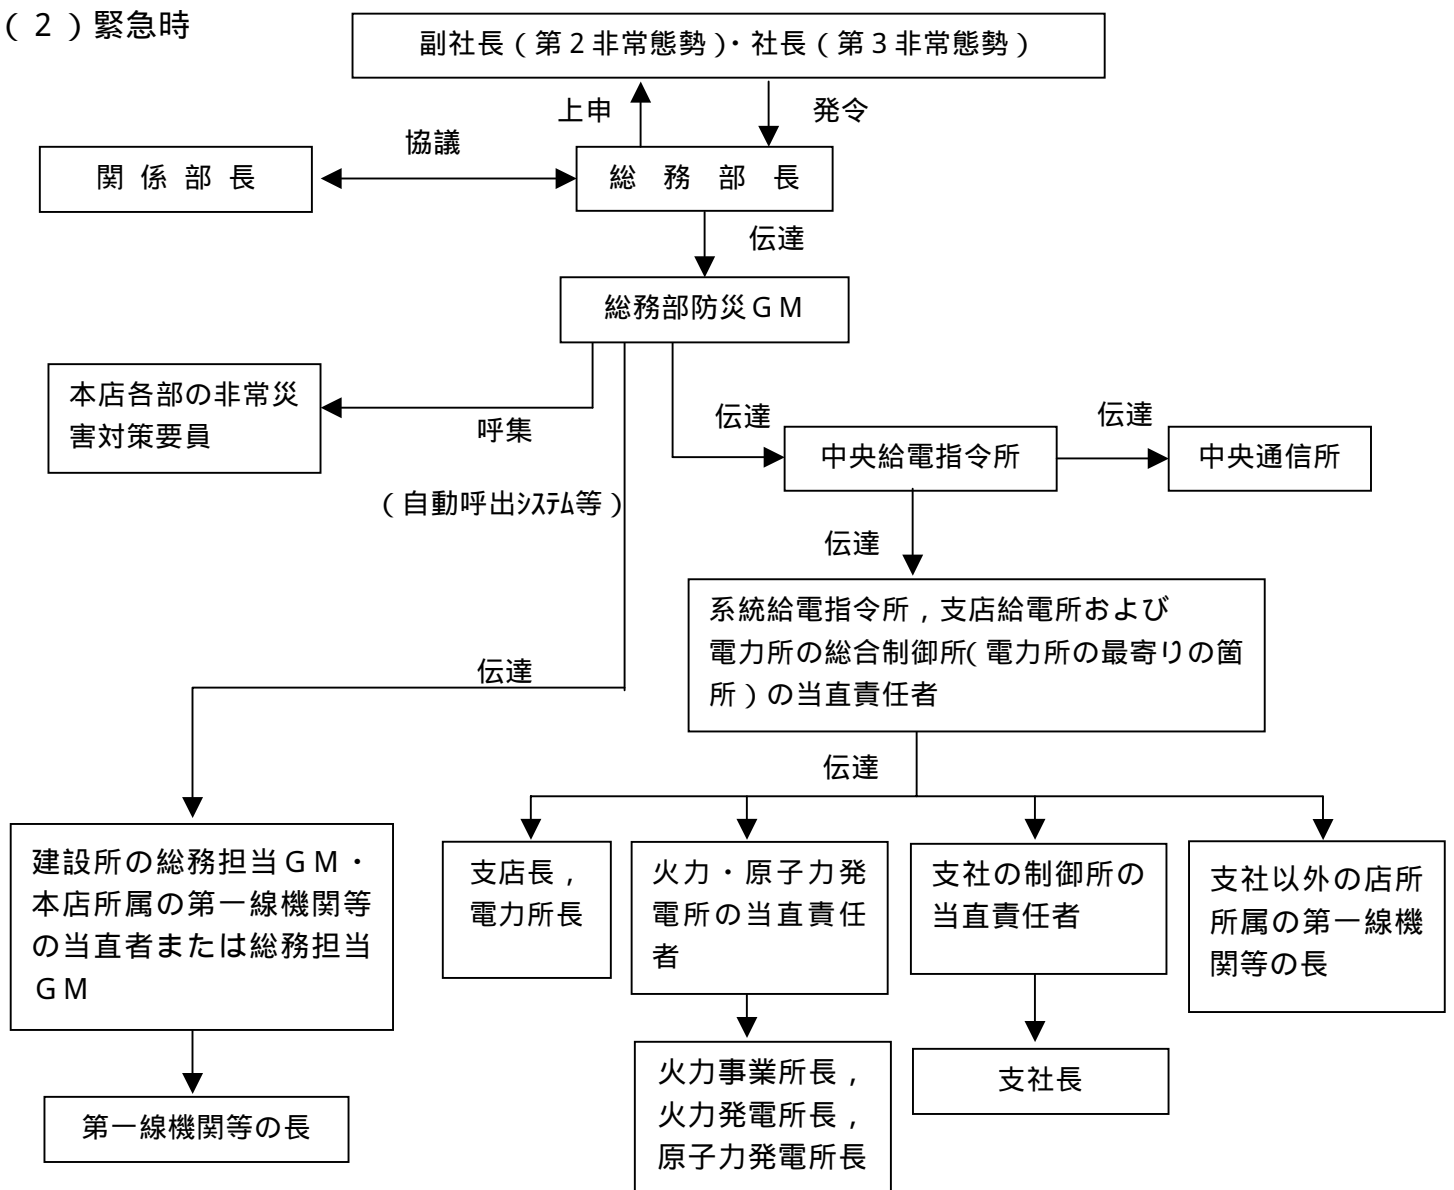 （２）緊急時
副社長（第２非常態勢）・社長（第３非常態勢）
上申
発令
協議
関係部長
総務部長
伝達
総務部防災ＧＭ
本店各部の非常災
害対策要員
呼集
（自動呼出ｼｽﾃﾑ等）
伝達
中央給電指令所
伝達
中央通信所
伝達
系統給電指令所，支店給電所および
電力所の総合制御所（電力所の最寄りの箇
所）の当直責任者
伝達
伝達
建設所の総務担当ＧＭ・
本店所属の第一線機関等
の当直者または総務担当
ＧＭ
支店長，
電力所長
火力・原子力発
電所の当直責任
者
支社の制御所の
当直責任者
支社以外の店所
所属の第一線機
関等の長
第一線機関等の長
火力事業所長，
火力発電所長，
原子力発電所長
支社長